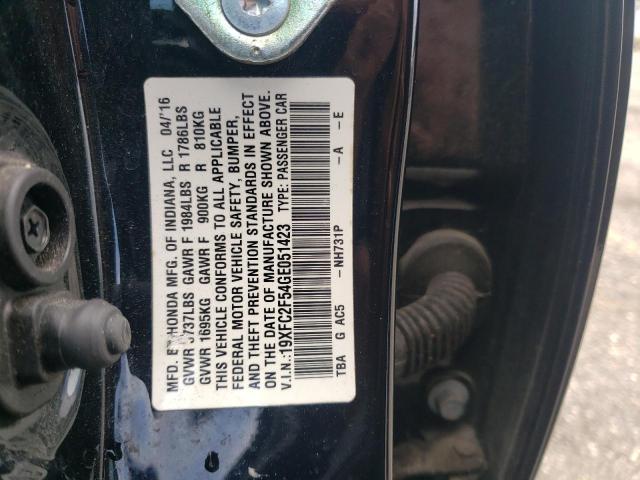 MFD. BY HONDA MFG. OF INDIANA, LLC 04/'16
GVWR 3737LBS GAWR F 1984LBS R 1786LBS
GVWR 1695KG GAWR F 900KG R 810KG
THIS VEHICLE CONFORMS TO ALL APPLICABLE
FEDERAL MOTOR VEHICLE SAFETY, BUMPER,
AND THEFT PREVENTION STANDARDS IN EFFECT
ON THE DATE OF MANUFACTURE SHOWN ABOVE.
V.I.N.:19XFC2F54GE051423 TYPE: PASSENGER CAR
TBA G AC5 –NH731P –A –E